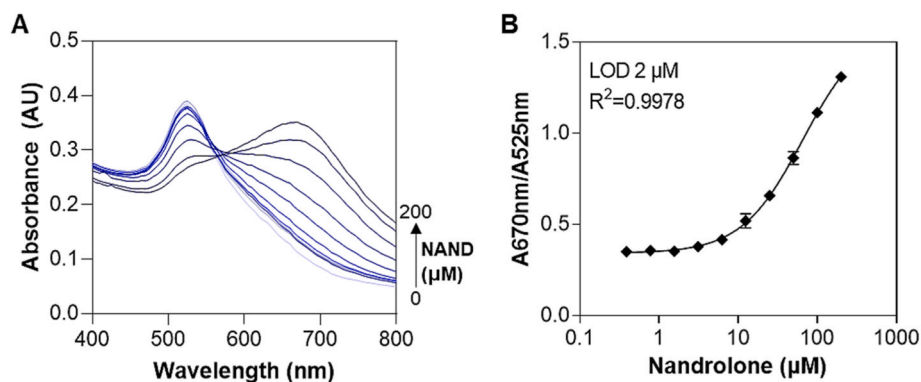 A
0.5
0.4
0.3
0.2
0.1
0.0
Absorbance (AU)
400
500
600
700
800
Wavelength (nm)
200
NAND
(µM)
0
B
1.5
1.0
0.5
0.0
A670nm/A525nm
LOD 2 µM
R²=0.9978
0.1
1
10
100
1000
Nandrolone (µM)